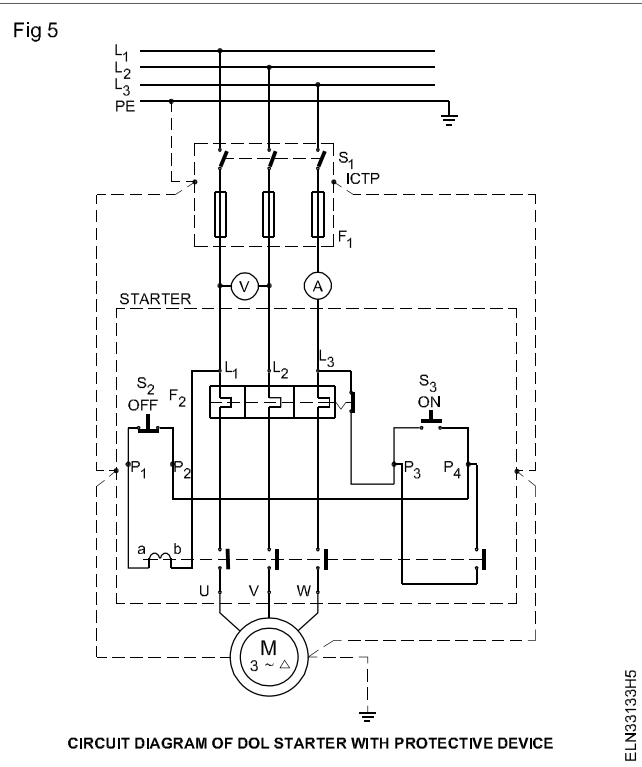 Fig 5
L1
L2
L3
PE
S1
ICTP
F1
V
A
STARTER
L1
L2
L3
S2
OFF
F2
S3
ON
P1
P2
P3
P4
a
b
U
V
W
M
3 ~ △
CIRCUIT DIAGRAM OF DOL STARTER WITH PROTECTIVE DEVICE
ELN33133H5